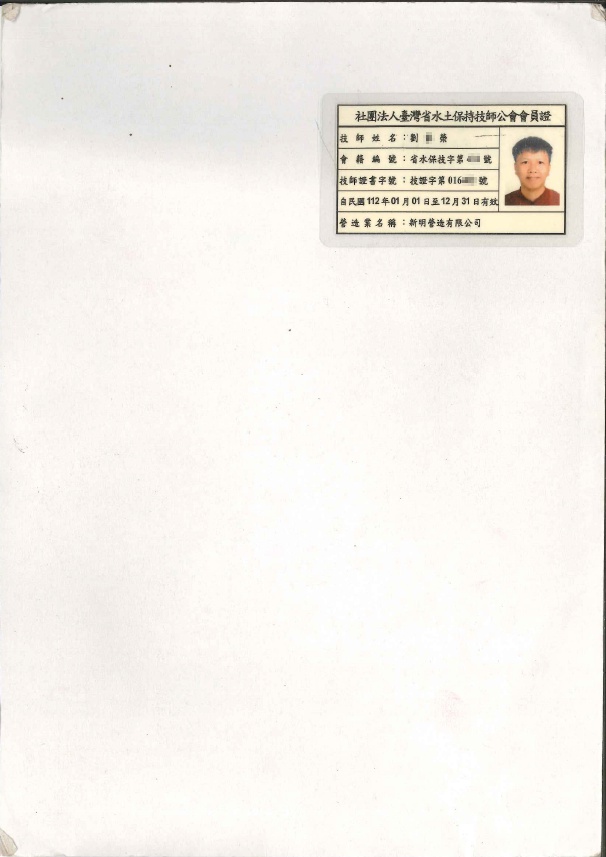 社團法人臺灣省水土保持技師公會會員證
技師姓名：劉 榮
會籍編號：省水保技字第 號
技師證書字號：技證字第016 號
自民國112年01月01日至12月31日有效
營造業名稱：新明營造有限公司